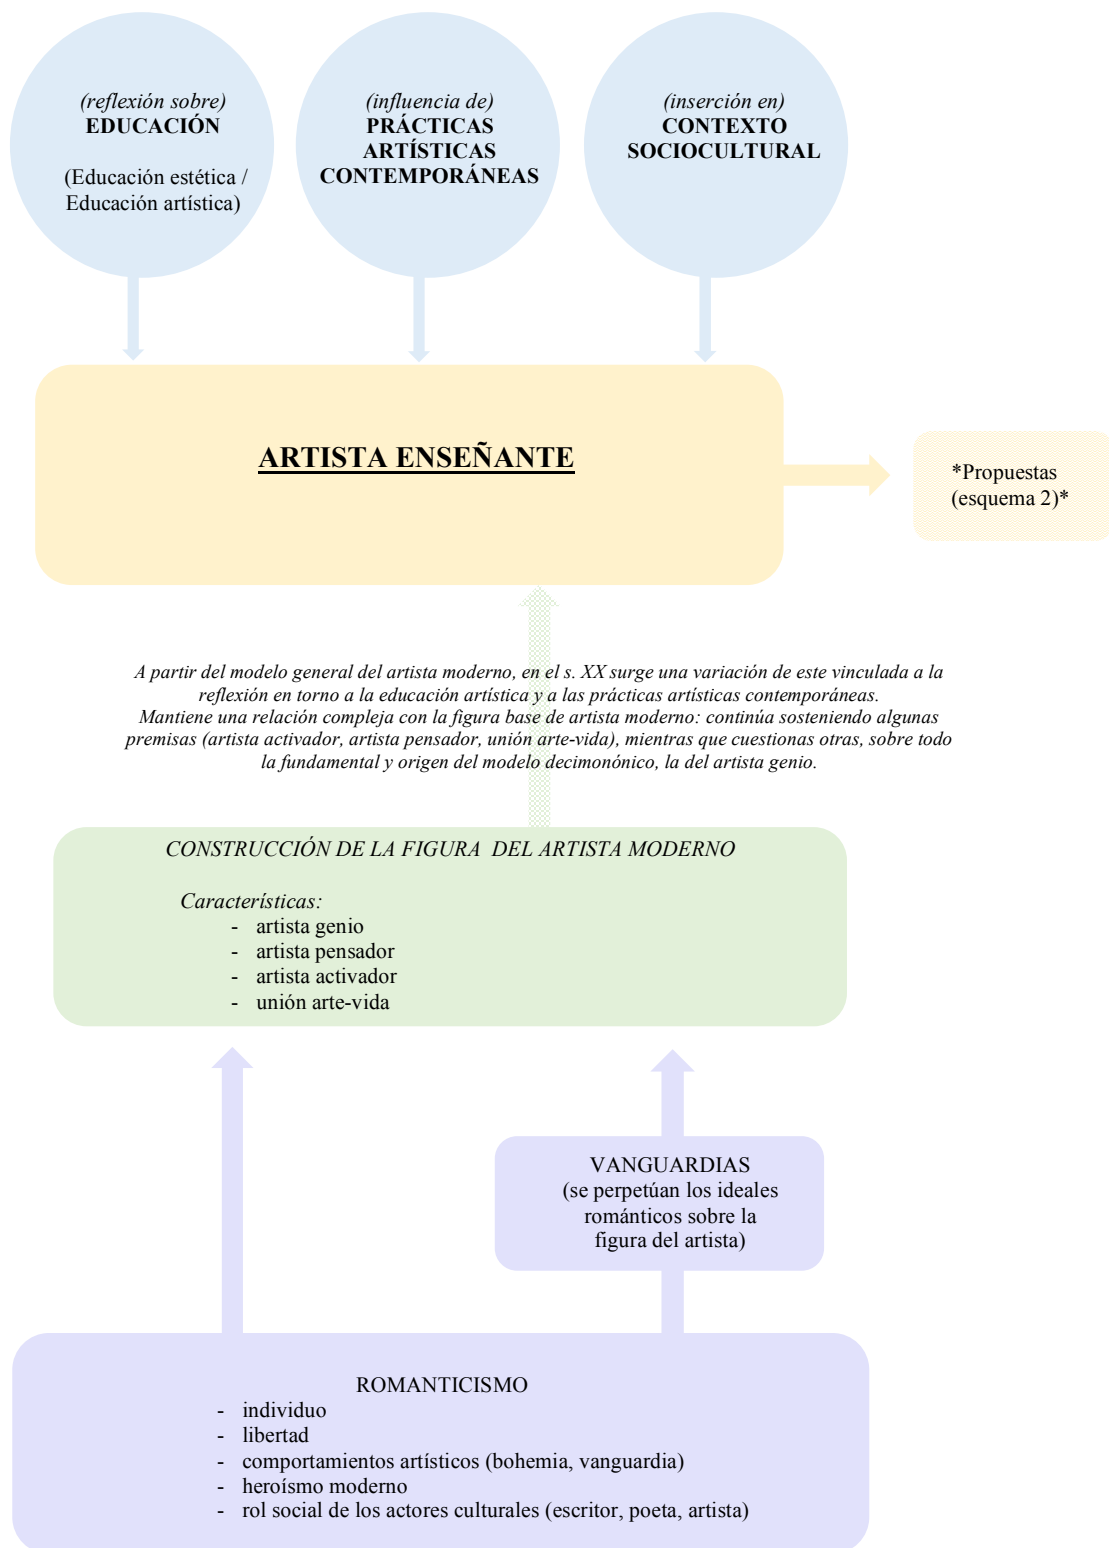 (reflexión sobre)
EDUCACIÓN
(Educación estética /
Educación artística)
(influencia de)
PRÁCTICAS
ARTÍSTICAS
CONTEMPORÁNEAS
(inserción en)
CONTEXTO
SOCIOCULTURAL
ARTISTA ENSEÑANTE
*Propuestas
(esquema 2)*
A partir del modelo general del artista moderno, en el s. XX surge una variación de este vinculada a la
reflexión en torno a la educación artística y a las prácticas artísticas contemporáneas.
Mantiene una relación compleja con la figura base de artista moderno: continúa sosteniendo algunas
premisas (artista activador, artista pensador, unión arte-vida), mientras que cuestionas otras, sobre todo
la fundamental y origen del modelo decimonónico, la del artista genio.
CONSTRUCCIÓN DE LA FIGURA DEL ARTISTA MODERNO
Características:
- artista genio
- artista pensador
- artista activador
- unión arte-vida
VANGUARDIAS
(se perpetúan los ideales
románticos sobre la
figura del artista)
ROMANTICISMO
- individuo
- libertad
- comportamientos artísticos (bohemia, vanguardia)
- heroísmo moderno
- rol social de los actores culturales (escritor, poeta, artista)